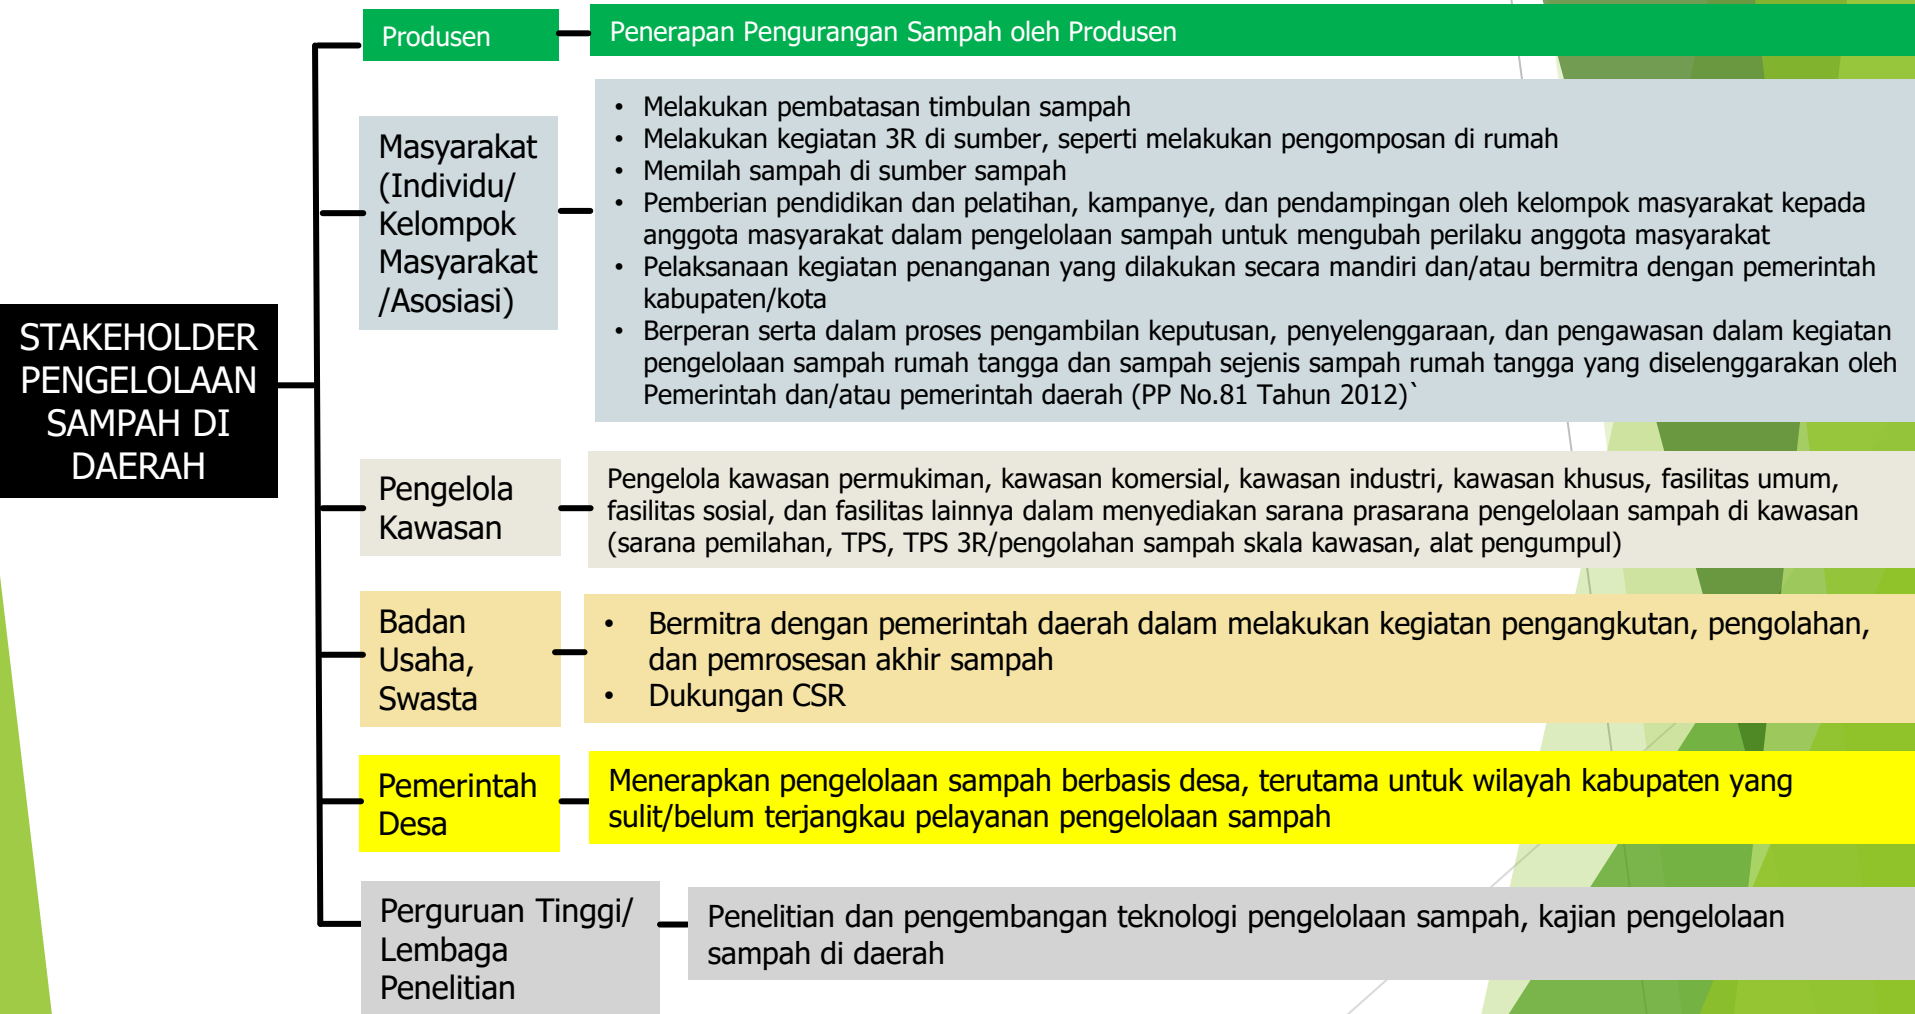 STAKEHOLDER
PENGELOLAAN
SAMPAH DI
DAERAH
Produsen
Penerapan Pengurangan Sampah oleh Produsen
Masyarakat
(Individu/
Kelompok
Masyarakat
/Asosiasi)
• Melakukan pembatasan timbulan sampah
• Melakukan kegiatan 3R di sumber, seperti melakukan pengomposan di rumah
• Memilah sampah di sumber sampah
• Pemberian pendidikan dan pelatihan, kampanye, dan pendampingan oleh kelompok masyarakat kepada
anggota masyarakat dalam pengelolaan sampah untuk mengubah perilaku anggota masyarakat
• Pelaksanaan kegiatan penanganan yang dilakukan secara mandiri dan/atau bermitra dengan pemerintah
kabupaten/kota
• Berperan serta dalam proses pengambilan keputusan, penyelenggaraan, dan pengawasan dalam kegiatan
pengelolaan sampah rumah tangga dan sampah sejenis sampah rumah tangga yang diselenggarakan oleh
Pemerintah dan/atau pemerintah daerah (PP No.81 Tahun 2012)`
Pengelola
Kawasan
Pengelola kawasan permukiman, kawasan komersial, kawasan industri, kawasan khusus, fasilitas umum,
fasilitas sosial, dan fasilitas lainnya dalam menyediakan sarana prasarana pengelolaan sampah di kawasan
(sarana pemilahan, TPS, TPS 3R/pengolahan sampah skala kawasan, alat pengumpul)
Badan
Usaha,
Swasta
• Bermitra dengan pemerintah daerah dalam melakukan kegiatan pengangkutan, pengolahan,
dan pemrosesan akhir sampah
• Dukungan CSR
Pemerintah
Desa
Menerapkan pengelolaan sampah berbasis desa, terutama untuk wilayah kabupaten yang
sulit/belum terjangkau pelayanan pengelolaan sampah
Perguruan Tinggi/
Lembaga
Penelitian
Penelitian dan pengembangan teknologi pengelolaan sampah, kajian pengelolaan
sampah di daerah